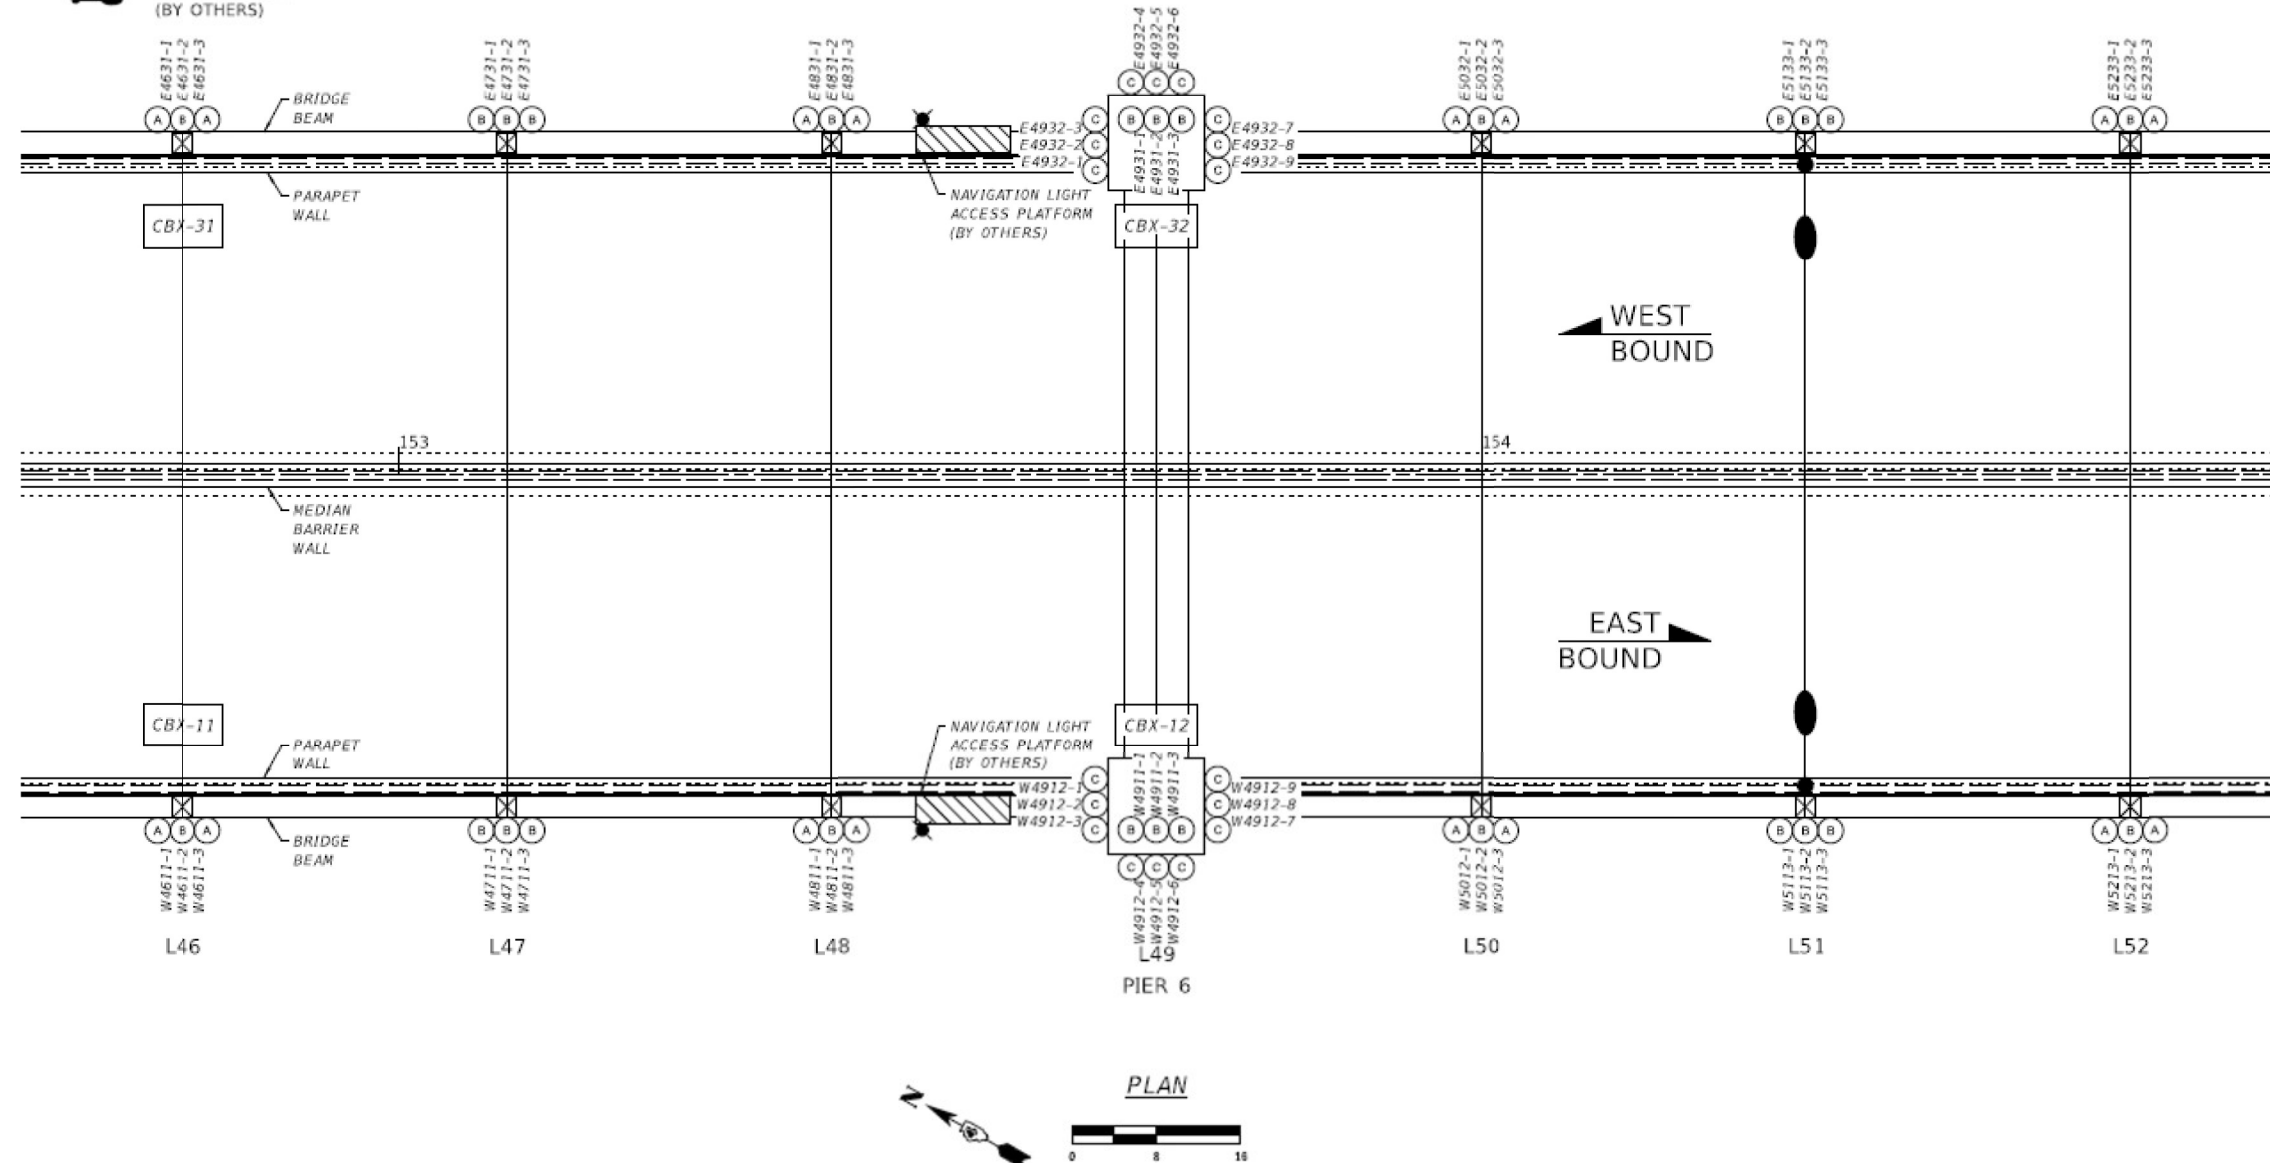 (BY OTHERS)
E4631-1
E4631-2
E4631-3
E4731-1
E4731-2
E4731-3
E4831-1
E4831-2
E4831-3
E4932-4
E4932-5
E4932-6
E5032-1
E5032-2
E5032-3
E5133-1
E5133-2
E5133-3
E5233-1
E5233-2
E5233-3
C C C
BRIDGE
BEAM
A B A
B B B
A B A
C B B B C
A B A
B B B
A B A
E4932-3
E4932-2
E4932-1
C
C
E4931-1
E4931-2
E4931-3
C
C
E4932-7
E4932-8
E4932-9
PARAPET
WALL
NAVIGATION LIGHT
ACCESS PLATFORM
(BY OTHERS)
CBX-31
CBX-32
WEST
BOUND
153
154
MEDIAN
BARRIER
WALL
EAST
BOUND
CBX-11
CBX-12
PARAPET
WALL
NAVIGATION LIGHT
ACCESS PLATFORM
(BY OTHERS)
W4912-1
W4912-2
W4912-3
C
C
W4911-1
W4911-2
W4911-3
C
C
W4912-9
W4912-8
W4912-7
A B A
B B B
A B A
C B B B C
A B A
B B B
A B A
BRIDGE
BEAM
C C C
W4611-1
W4611-2
W4611-3
W4711-1
W4711-2
W4711-3
W4811-1
W4811-2
W4811-3
W4912-4
W4912-5
W4912-6
W5012-1
W5012-2
W5012-3
W5113-1
W5113-2
W5113-3
W5213-1
W5213-2
W5213-3
L46
L47
L48
L49
L50
L51
L52
PIER 6
PLAN
N
0 8 16